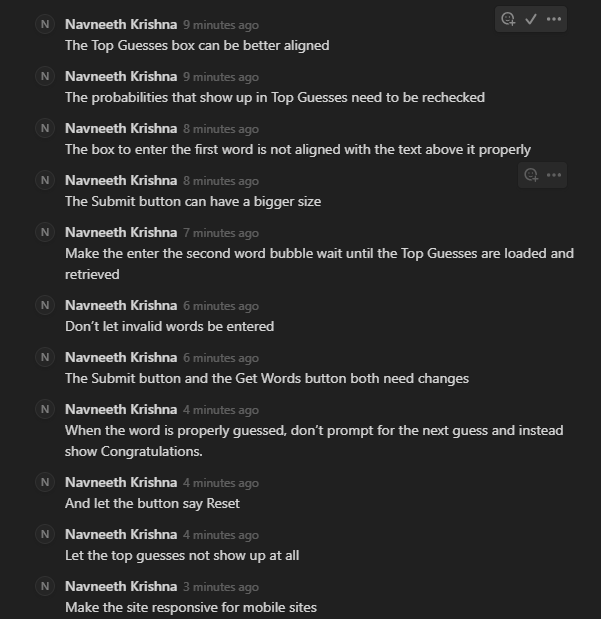 N Navneeth Krishna 9 minutes ago
The Top Guesses box can be better aligned
N Navneeth Krishna 9 minutes ago
The probabilities that show up in Top Guesses need to be rechecked
N Navneeth Krishna 8 minutes ago
The box to enter the first word is not aligned with the text above it properly
N Navneeth Krishna 8 minutes ago
The Submit button can have a bigger size
N Navneeth Krishna 7 minutes ago
Make the enter the second word bubble wait until the Top Guesses are loaded and
retrieved
N Navneeth Krishna 6 minutes ago
Don’t let invalid words be entered
N Navneeth Krishna 6 minutes ago
The Submit button and the Get Words button both need changes
N Navneeth Krishna 4 minutes ago
When the word is properly guessed, don’t prompt for the next guess and instead
show Congratulations.
N Navneeth Krishna 4 minutes ago
And let the button say Reset
N Navneeth Krishna 4 minutes ago
Let the top guesses not show up at all
N Navneeth Krishna 3 minutes ago
Make the site responsive for mobile sites